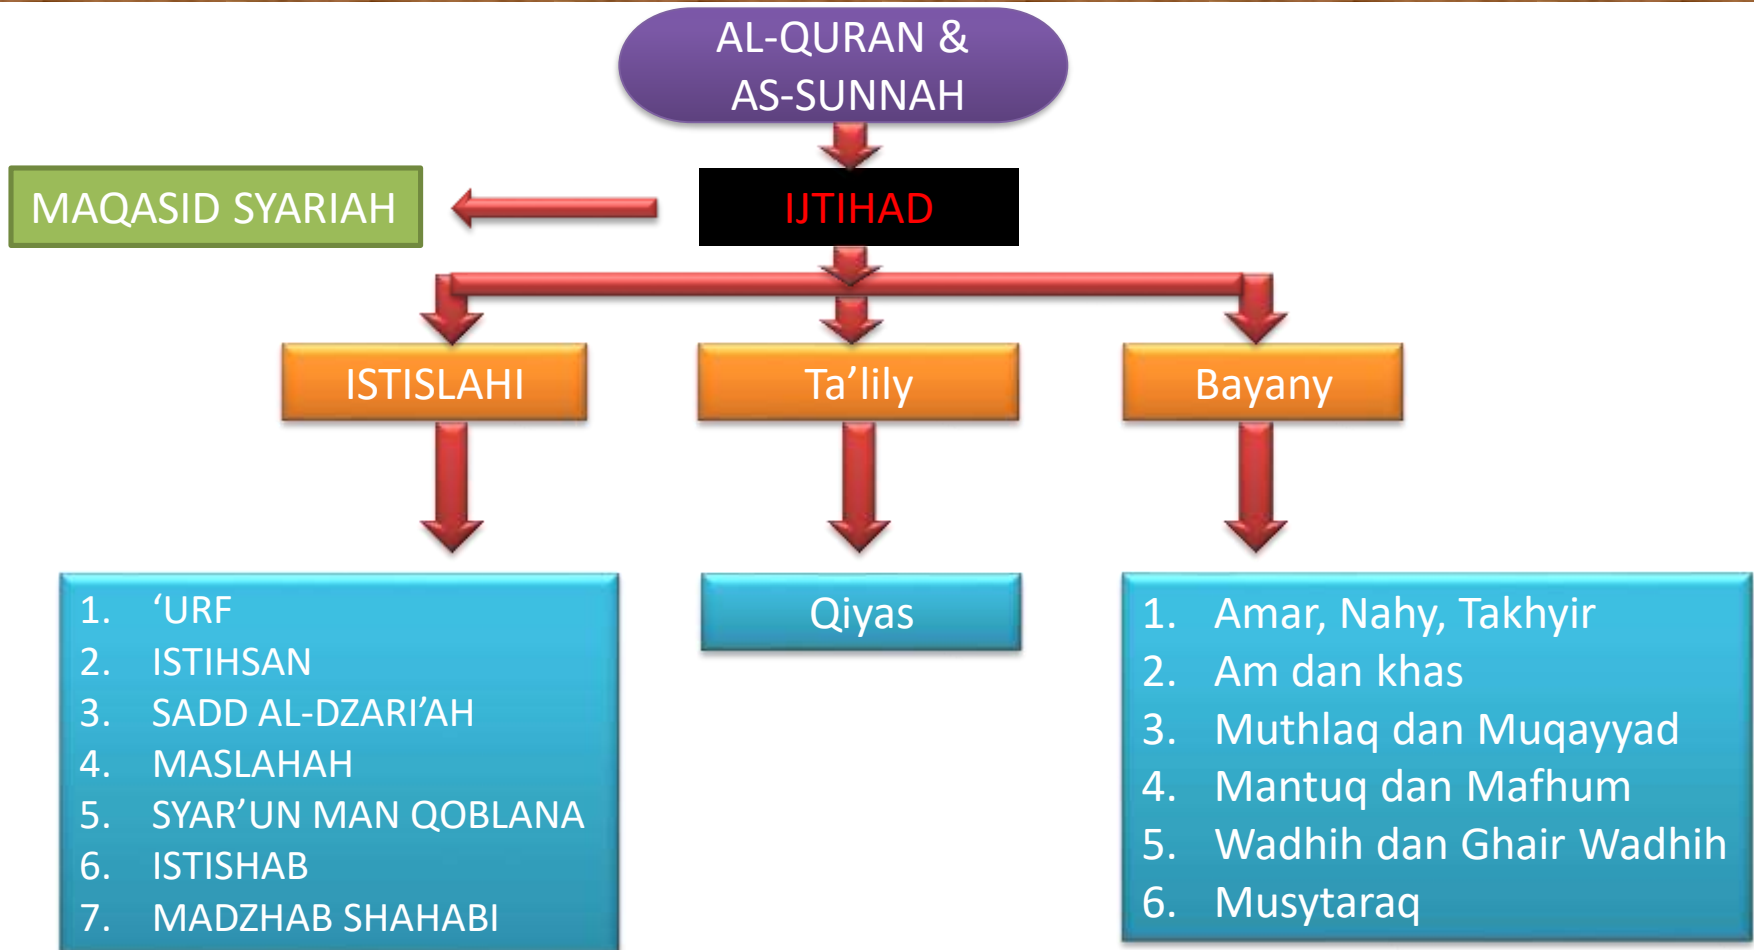 AL-QURAN &
AS-SUNNAH
MAQASID SYARIAH
IJTIHAD
ISTISLAHI
Ta’lily
Bayany
1. ‘URF
2. ISTIHSAN
3. SADD AL-DZARI’AH
4. MASLAHAH
5. SYAR’UN MAN QOBLANA
6. ISTISHAB
7. MADZHAB SHAHABI
Qiyas
1. Amar, Nahy, Takhyir
2. Am dan khas
3. Muthlaq dan Muqayyad
4. Mantuq dan Mafhum
5. Wadhih dan Ghair Wadhih
6. Musytaraq